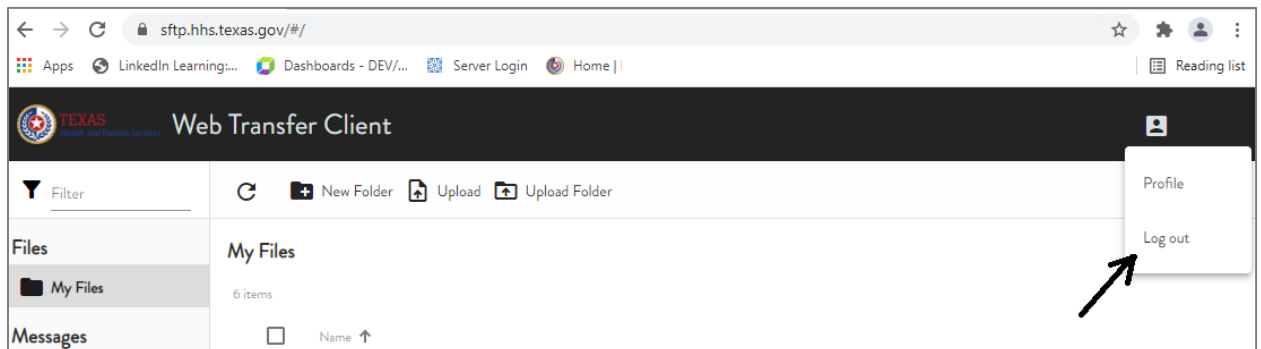 sftp.hhs.texas.gov/#/
Apps LinkedIn Learning:... Dashboards - DEV/... Server Login Home | Reading list
TEXAS
Health and Human Services
Web Transfer Client
Filter New Folder Upload Upload Folder Profile
Log out
Files My Files
My Files 6 items
Messages Name